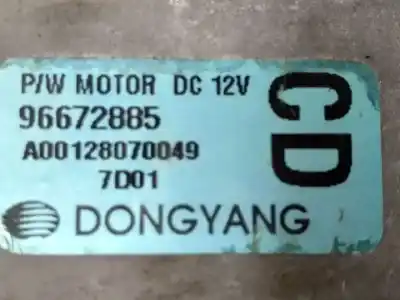 P/W MOTOR DC 12V
96672885
A00128070049
7D01
CD
DONGYANG